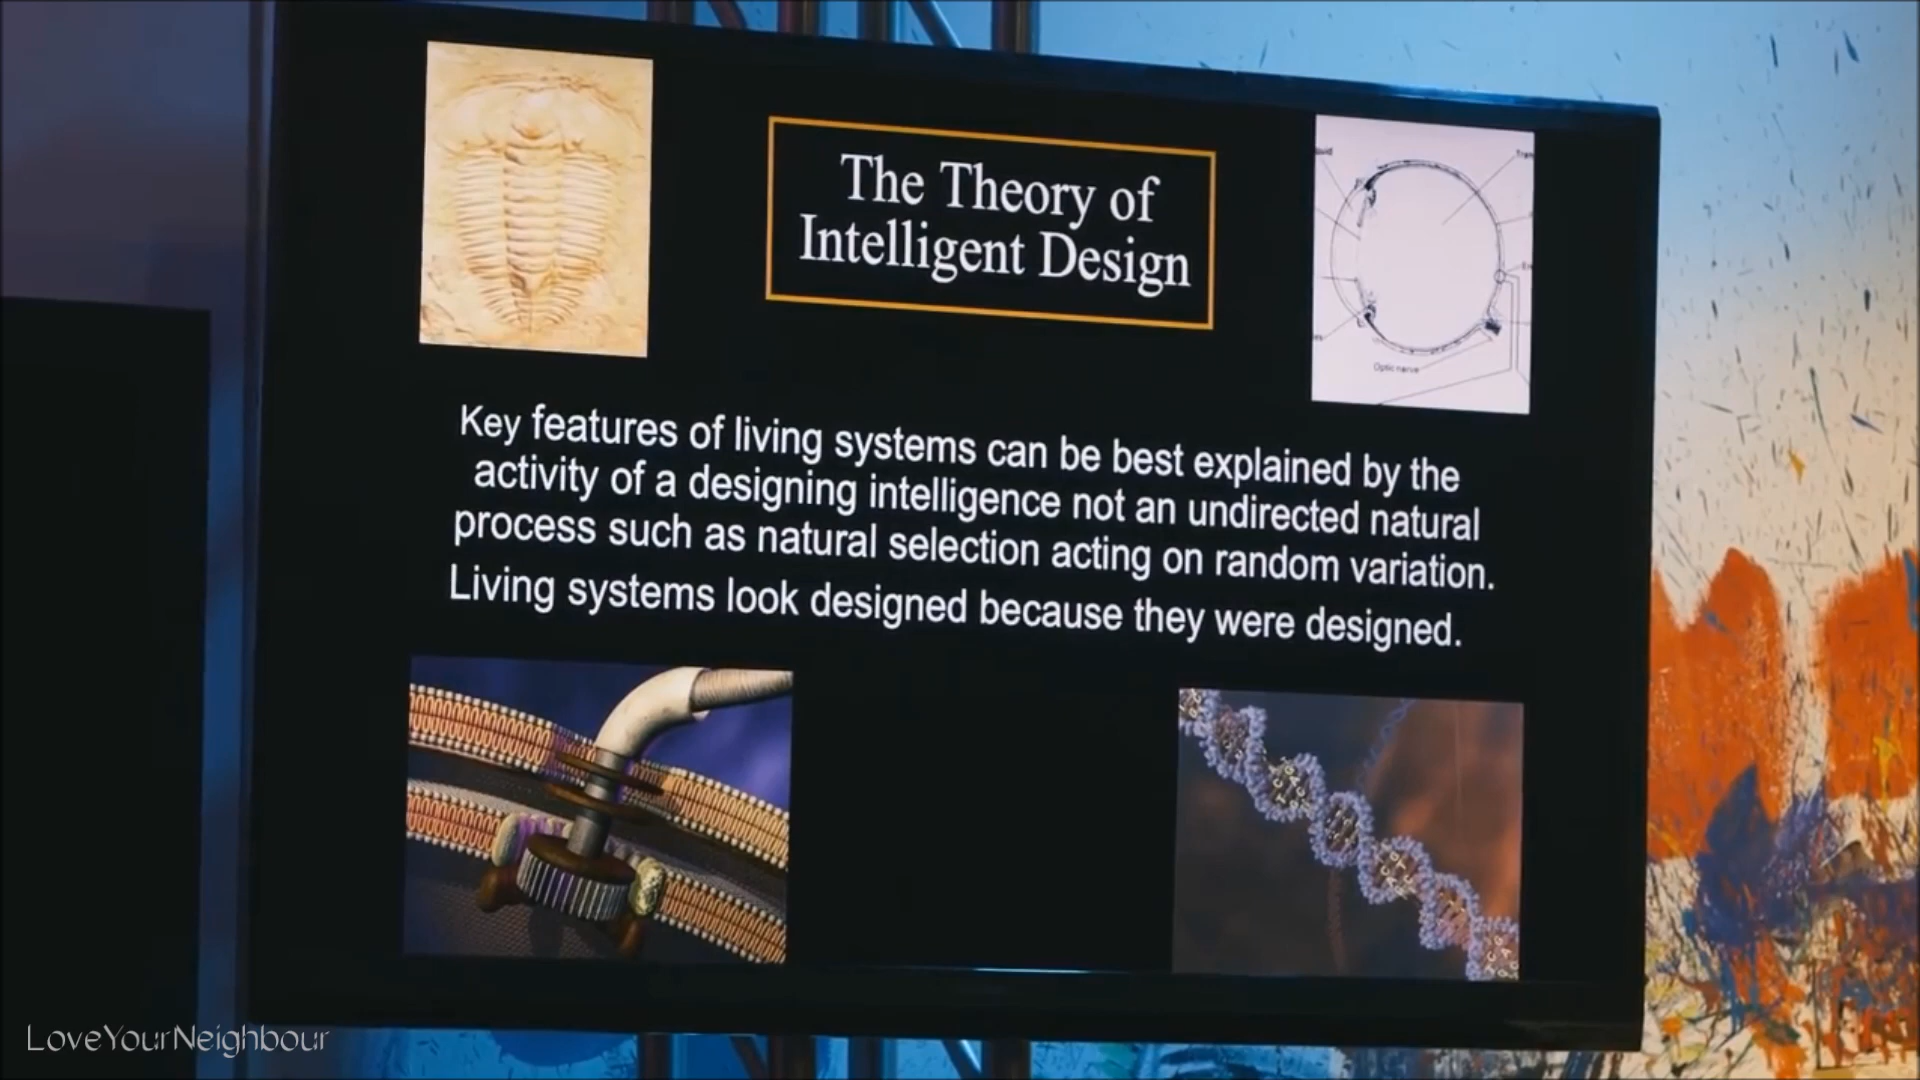 The Theory of
Intelligent Design
Optic nerve
Key features of living systems can be best explained by the
activity of a designing intelligence not an undirected natural
process such as natural selection acting on random variation.
Living systems look designed because they were designed.
LoveYourNeighbour